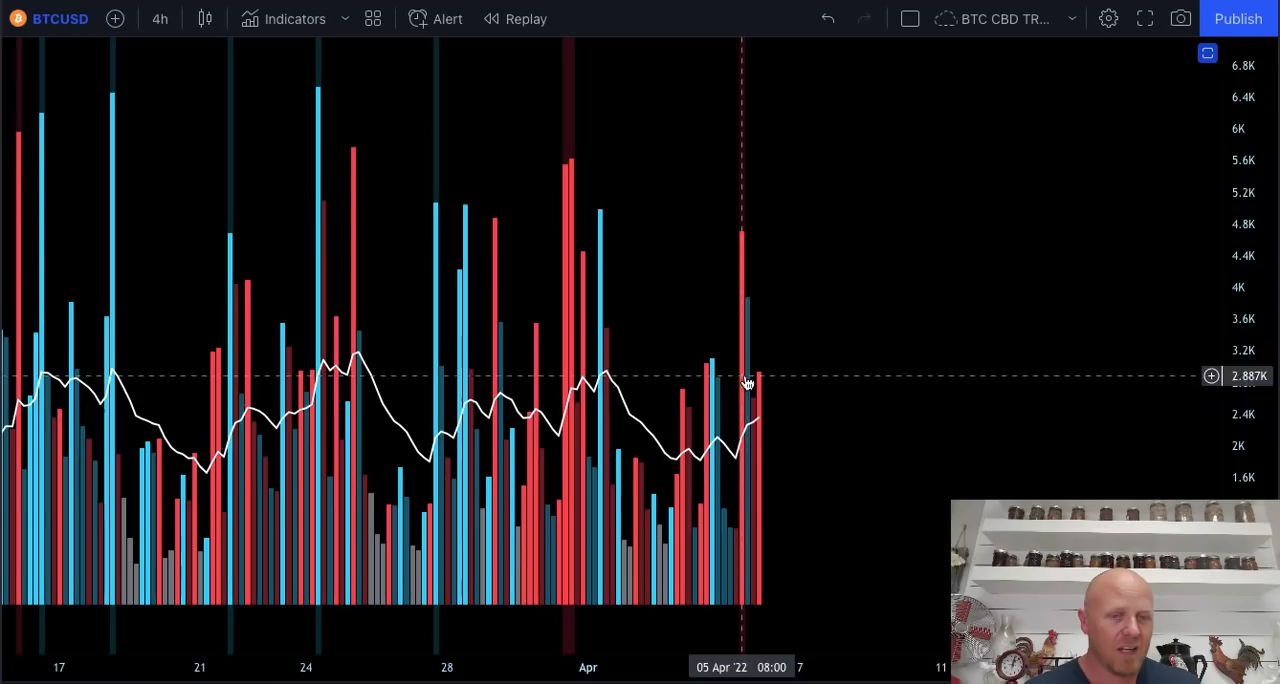 BTCUSD 4h Indicators Alert Replay BTC CBD TR... Publish
6.8K
6.4K
6K
5.6K
5.2K
4.8K
4.4K
4K
3.6K
3.2K
2.887K
2.4K
2K
1.6K
17 21 24 28 Apr 05 Apr '22 08:00 7 11